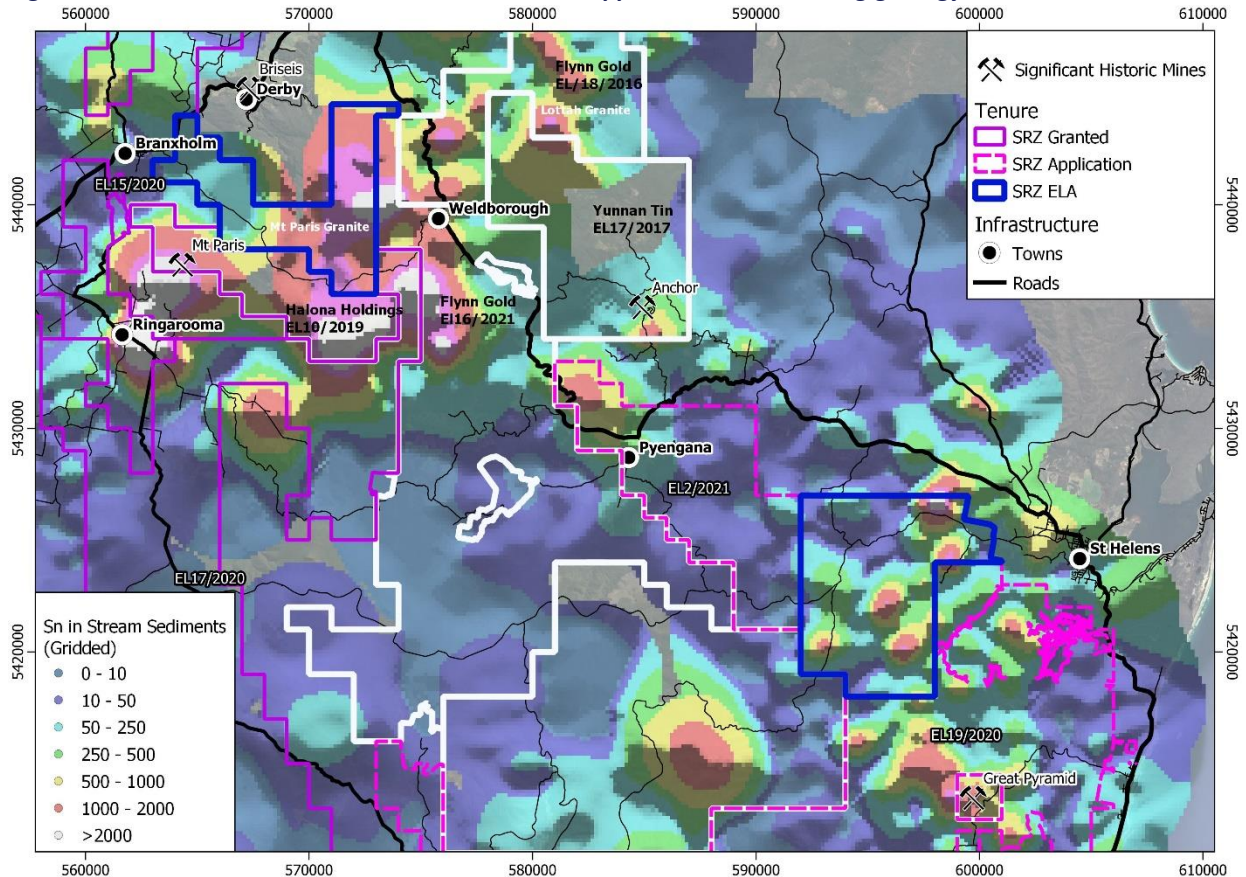 560000 570000 580000 590000 600000 610000
Significant Historic Mines
Tenure
SRZ Granted
SRZ Application
SRZ ELA
Infrastructure
Towns
Roads
Briseis
Derby
Flynn Gold
EL/18/2016
Lottah Granite
Branxholm
EL15/2020
5440000
5440000
Weldborough
Yunnan Tin
EL17/2017
Mt Paris Granite
Mt Paris
Anchor
Halona Holdings
EL10/2019
Flynn Gold
El16/2021
Ringarooma
5430000
5430000
Pyengana
EL2/2021
St Helens
EL17/2020
Sn in Stream Sediments
(Gridded)
0 - 10
10 - 50
50 - 250
250 - 500
500 - 1000
1000 - 2000
>2000
5420000
5420000
EL19/2020
Great Pyramid
560000 570000 580000 590000 600000 610000